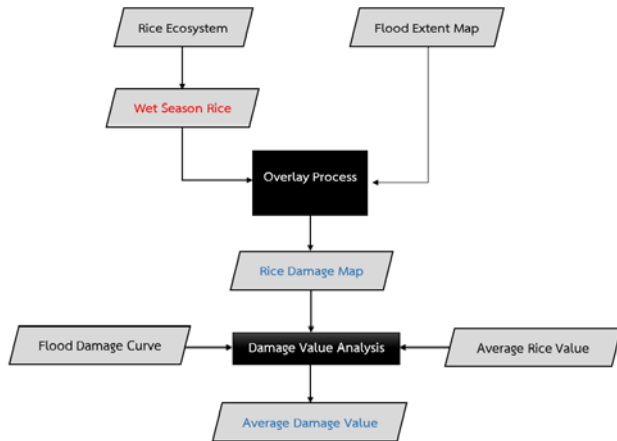 Rice Ecosystem
Flood Extent Map
Wet Season Rice
Overlay Process
Rice Damage Map
Flood Damage Curve
Damage Value Analysis
Average Rice Value
Average Damage Value